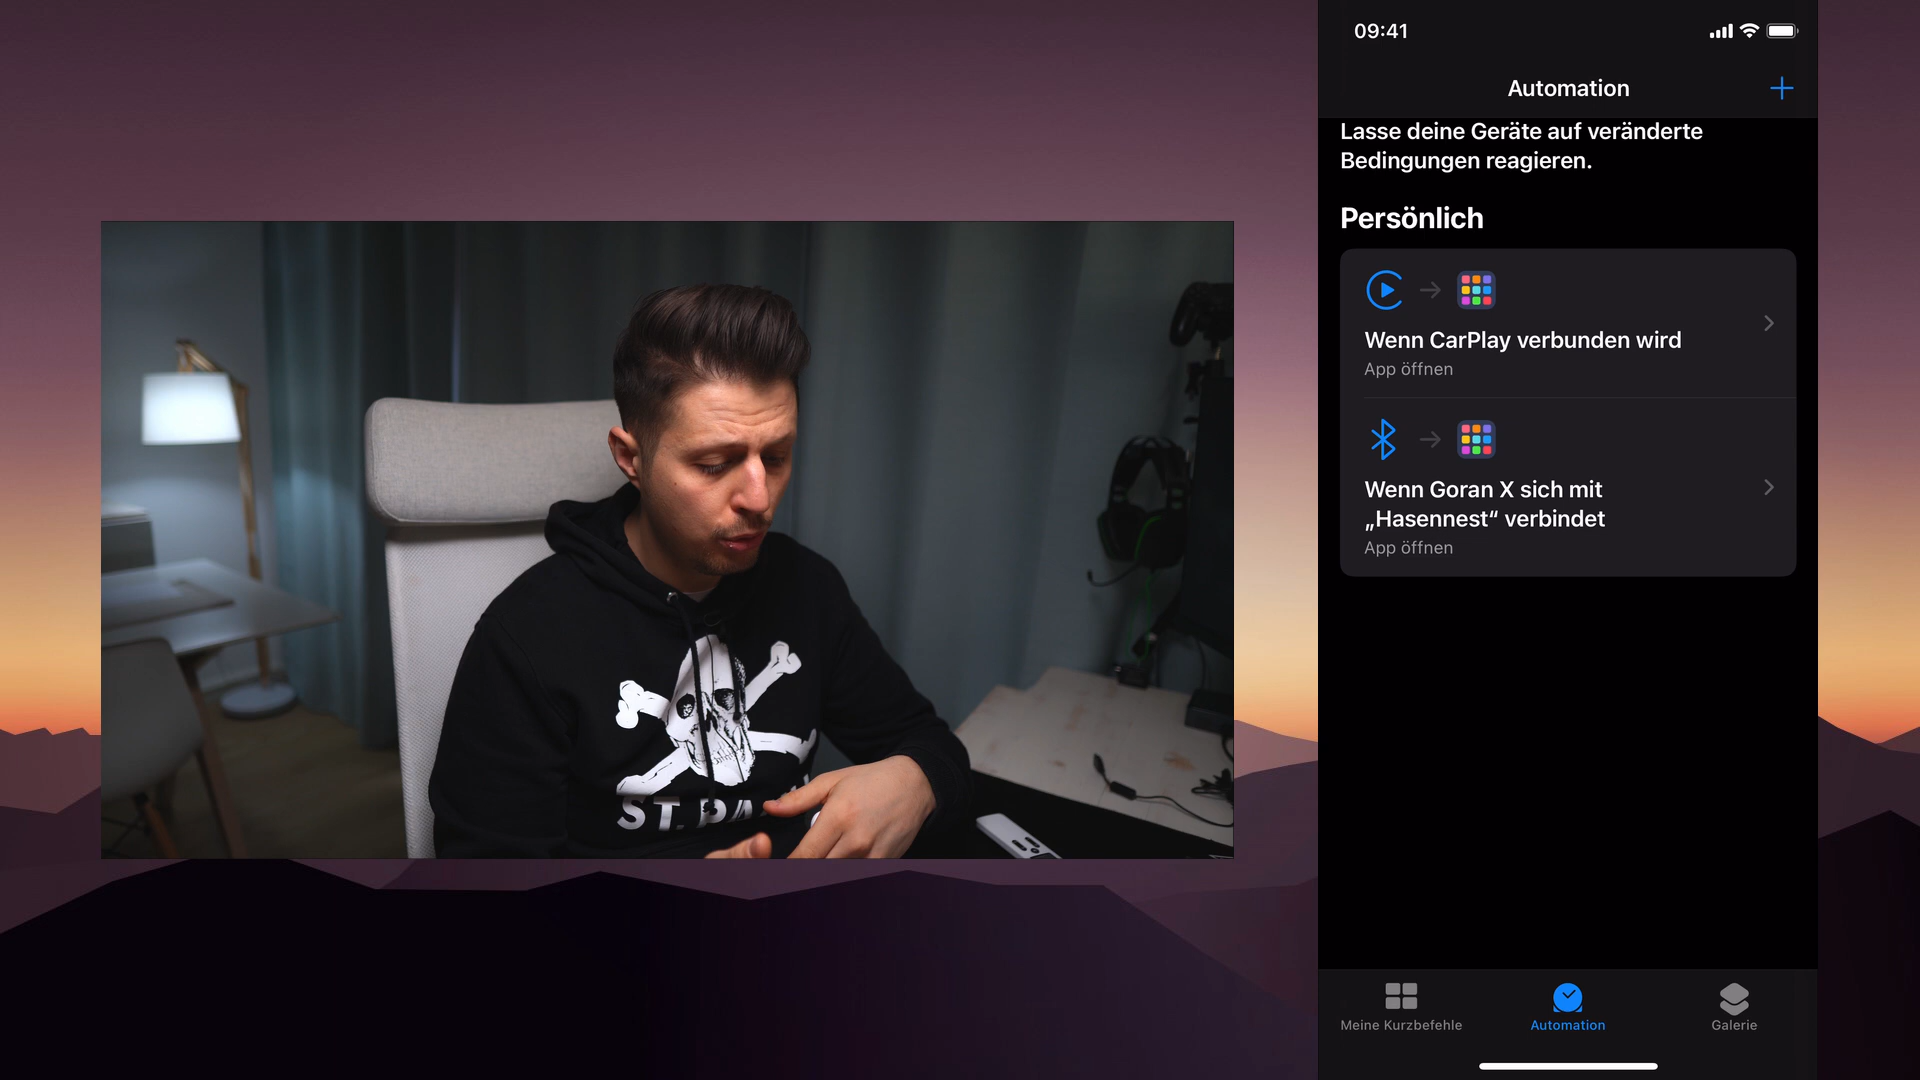 09:41
Automation
Lasse deine Geräte auf veränderte
Bedingungen reagieren.
Persönlich
Wenn CarPlay verbunden wird
App öffnen
Wenn Goran X sich mit
„Hasennest“ verbindet
App öffnen
Meine Kurzbefehle
Automation
Galerie
ST. PA